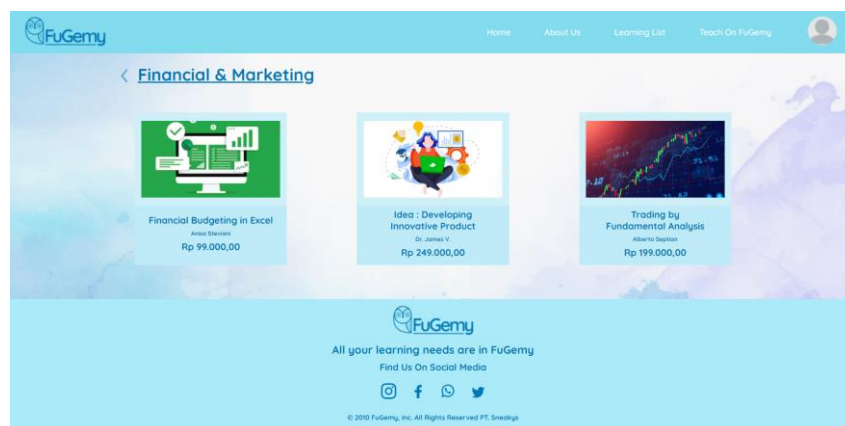 FuGemy
Home About Us Learning List Teach On FuGemy
Financial & Marketing
Financial Budgeting in Excel
Anisa Steviani
Rp 99.000,00
Idea : Developing
Innovative Product
Dr. James V.
Rp 249.000,00
Trading by
Fundamental Analysis
Alberto Septian
Rp 199.000,00
FuGemy
All your learning needs are in FuGemy
Find Us On Social Media
© 2010 FuGemy, Inc. All Rights Reserved PT. Sneakys